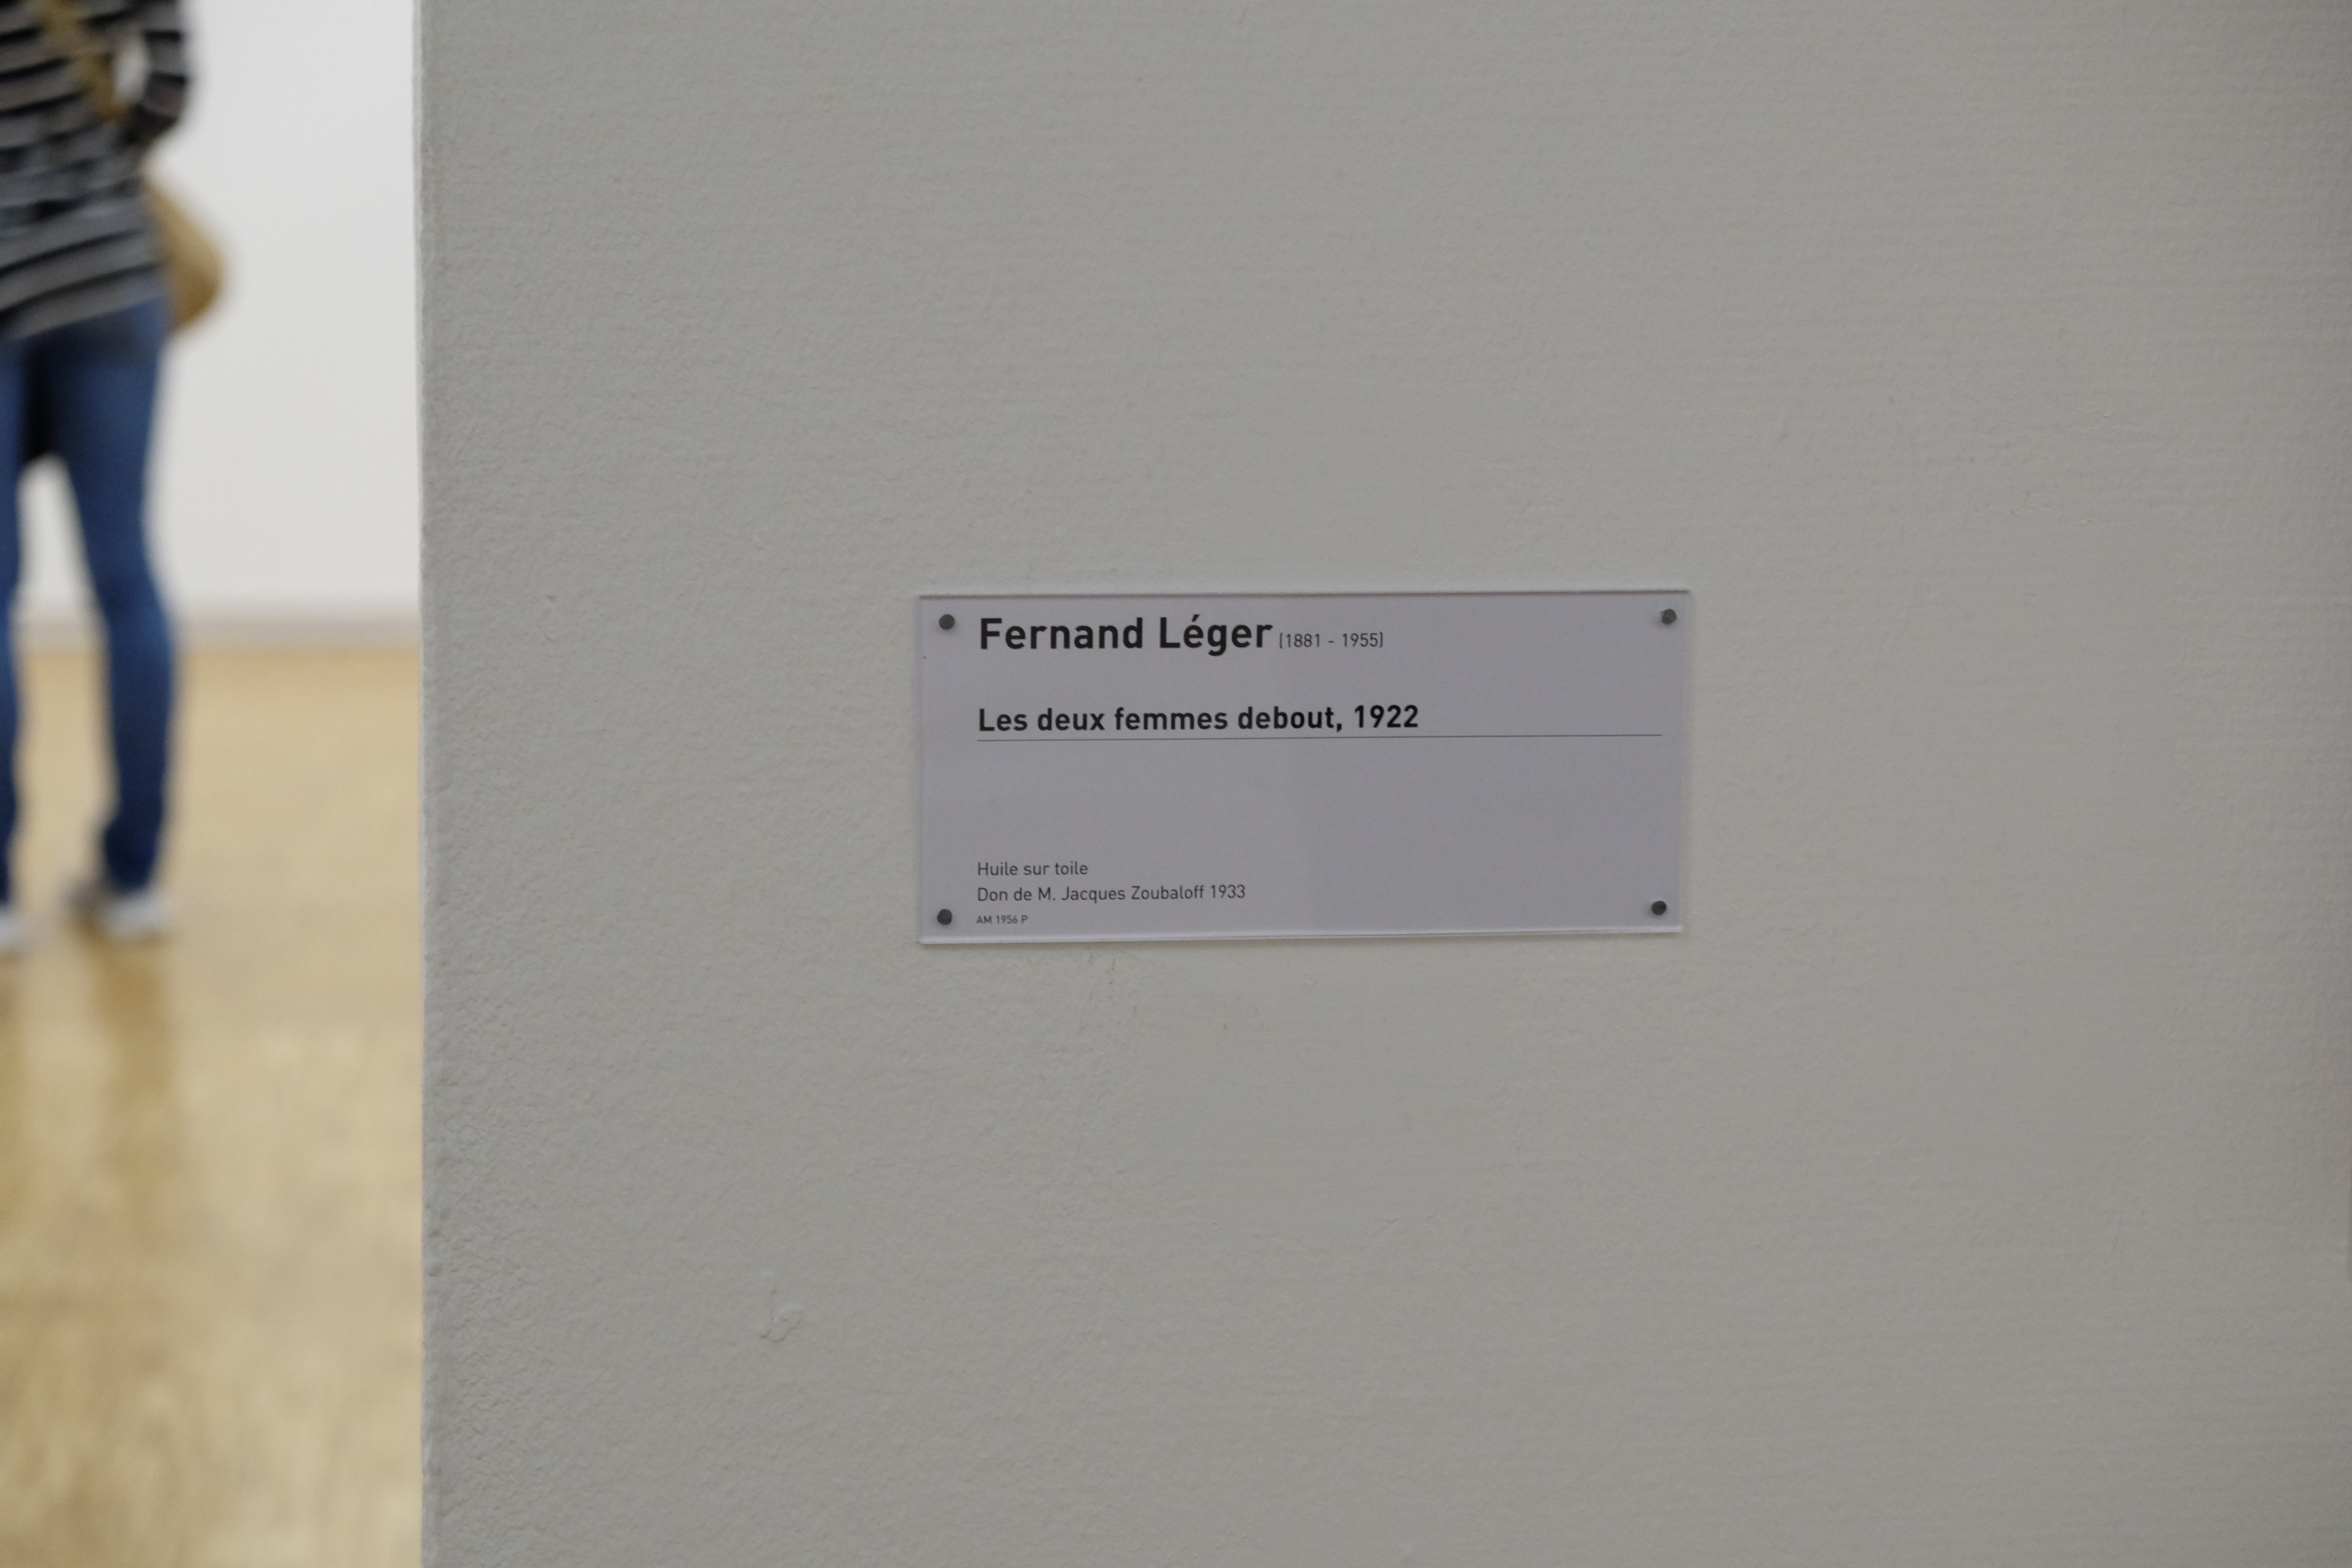 Fernand Léger (1881 - 1955)
Les deux femmes debout, 1922
Huile sur toile
Don de M. Jacques Zoubaloff 1933
AM 1956 P